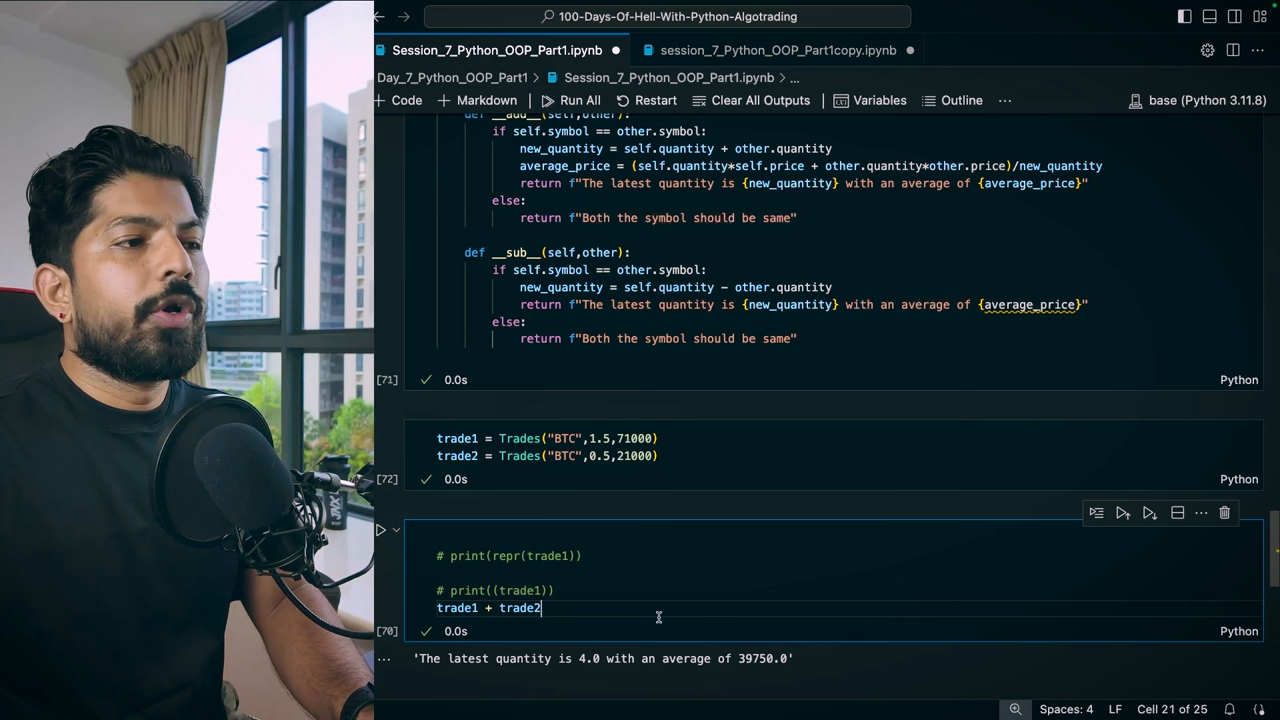 100-Days-Of-Hell-With-Python-Algotrading
Session_7_Python_OOP_Part1.ipynb session_7_Python_OOP_Part1copy.ipynb
Day_7_Python_OOP_Part1 > Session_7_Python_OOP_Part1.ipynb > ...
+ Code + Markdown Run All Restart Clear All Outputs Variables Outline ... base (Python 3.11.8)
def __add__(self,other):
if self.symbol == other.symbol:
new_quantity = self.quantity + other.quantity
average_price = (self.quantity*self.price + other.quantity*other.price)/new_quantity
return f"The latest quantity is {new_quantity} with an average of {average_price}"
else:
return f"Both the symbol should be same"
def __sub__(self,other):
if self.symbol == other.symbol:
new_quantity = self.quantity - other.quantity
return f"The latest quantity is {new_quantity} with an average of {average_price}"
else:
return f"Both the symbol should be same"
[71] 0.0s Python
trade1 = Trades("BTC",1.5,71000)
trade2 = Trades("BTC",0.5,21000)
[72] 0.0s Python
# print(repr(trade1))
# print((trade1))
trade1 + trade2
[70] 0.0s Python
'The latest quantity is 4.0 with an average of 39750.0'
Spaces: 4 LF Cell 21 of 25